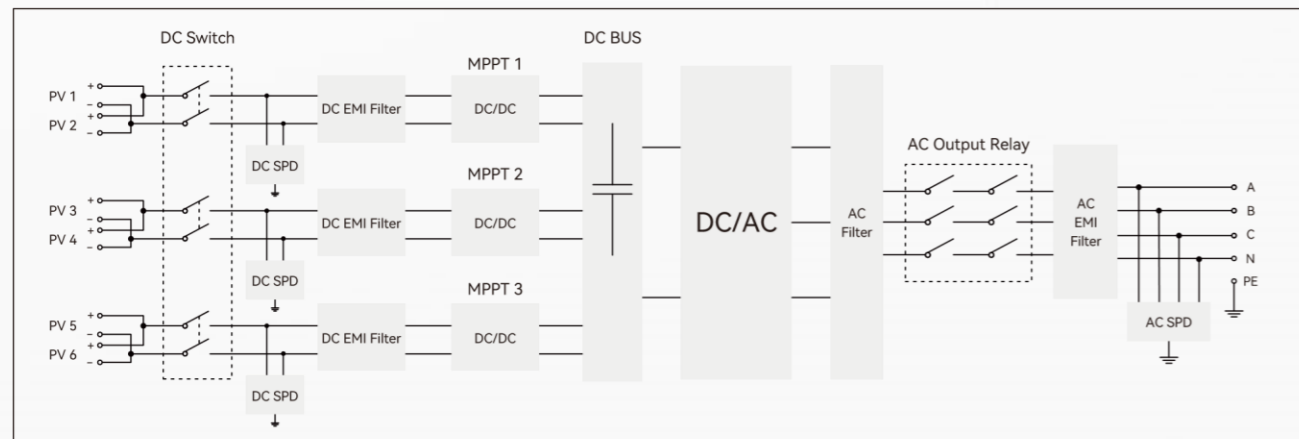 DC Switch
DC BUS
MPPT 1
PV 1
+
−
PV 2
+
−
DC EMI Filter
DC/DC
DC SPD
MPPT 2
PV 3
+
−
PV 4
+
−
DC EMI Filter
DC/DC
DC SPD
MPPT 3
PV 5
+
−
PV 6
+
−
DC EMI Filter
DC/DC
DC SPD
DC/AC
AC
Filter
AC Output Relay
AC
EMI
Filter
A
B
C
N
PE
AC SPD